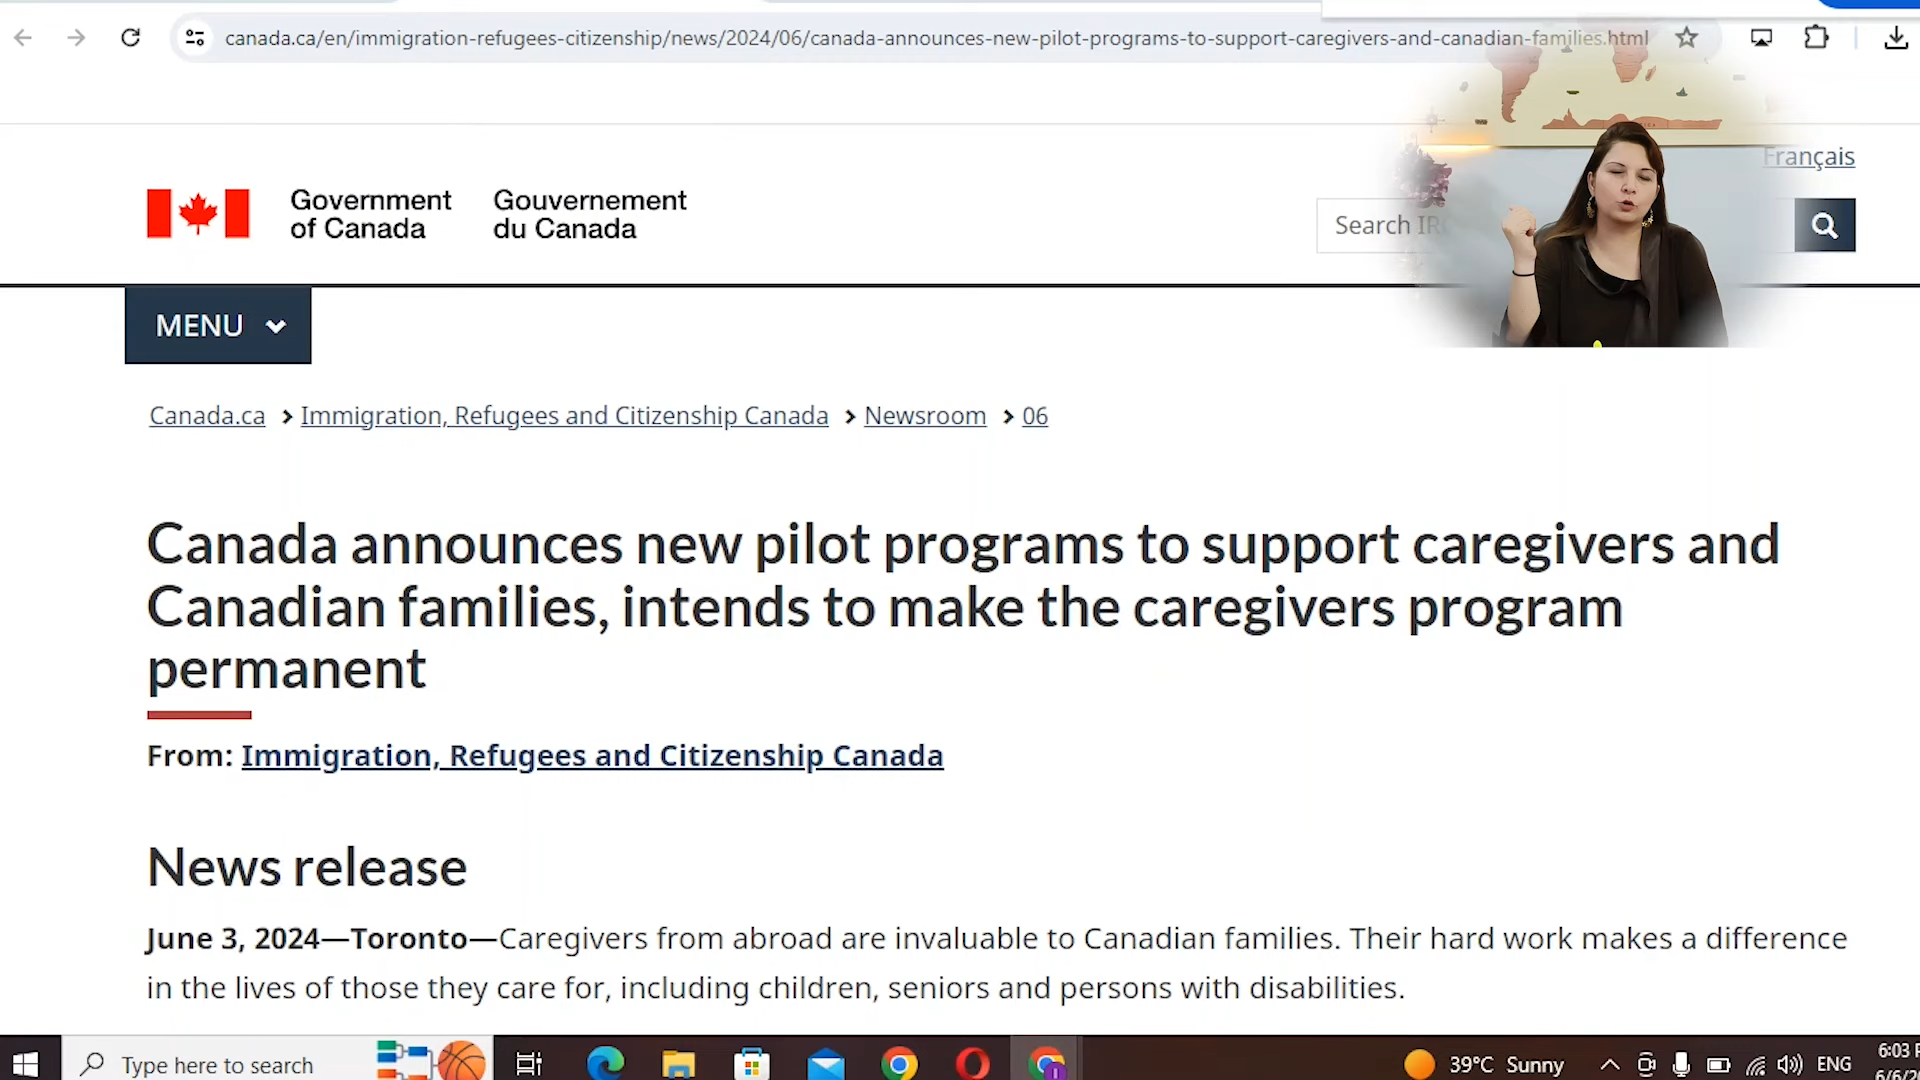 canada.ca/en/immigration-refugees-citizenship/news/2024/06/canada-announces-new-pilot-programs-to-support-caregivers-and-canadian-families.html
Français
Government of Canada
Gouvernement du Canada
Search
MENU
Canada.ca > Immigration, Refugees and Citizenship Canada > Newsroom > 06
Canada announces new pilot programs to support caregivers and
Canadian families, intends to make the caregivers program
permanent
From: Immigration, Refugees and Citizenship Canada
News release
June 3, 2024—Toronto—Caregivers from abroad are invaluable to Canadian families. Their hard work makes a difference
in the lives of those they care for, including children, seniors and persons with disabilities.
Type here to search
39°C Sunny
ENG
6:03